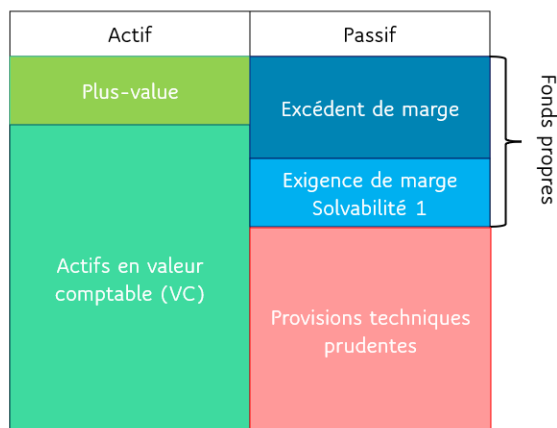 Actif
Passif
Plus-value
Excédent de marge
Exigence de marge
Solvabilité 1
Actifs en valeur
comptable (VC)
Provisions techniques
prudentes
Fonds propres